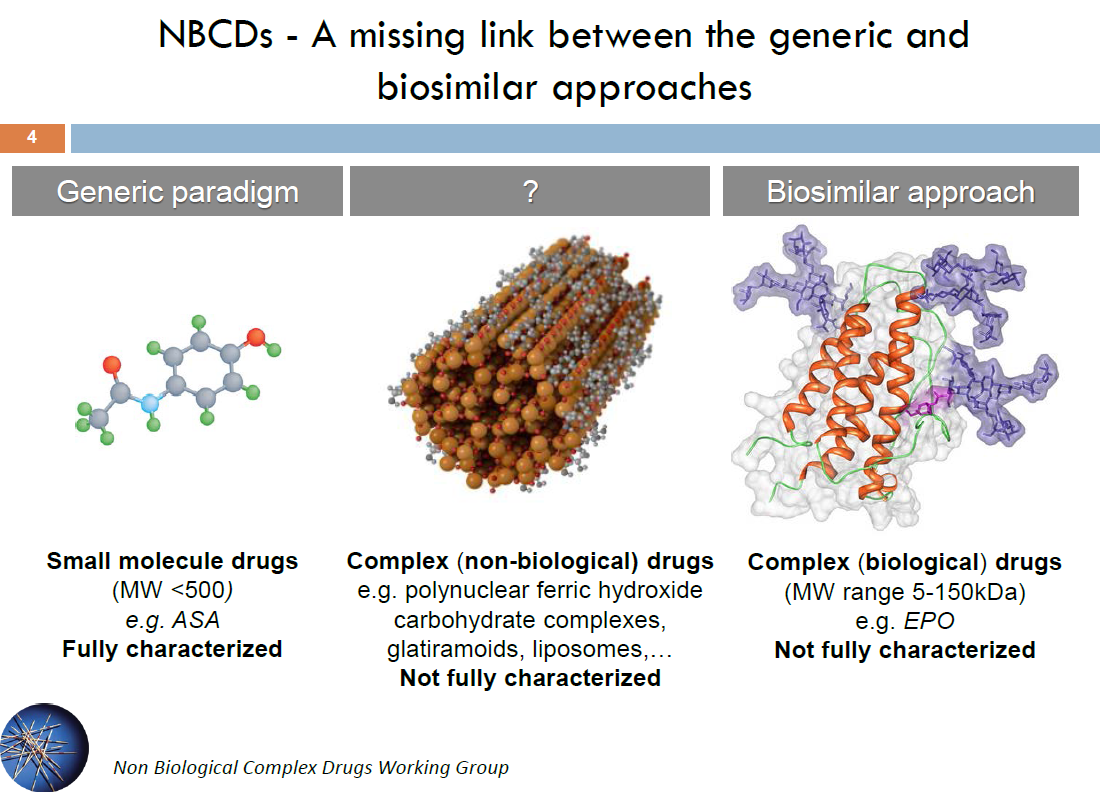 NBCDs - A missing link between the generic and
biosimilar approaches
4
Generic paradigm
?
Biosimilar approach
Small molecule drugs
(MW <500)
e.g. ASA
Fully characterized
Complex (non-biological) drugs
e.g. polynuclear ferric hydroxide
carbohydrate complexes,
glatiramoids, liposomes,…
Not fully characterized
Complex (biological) drugs
(MW range 5-150kDa)
e.g. EPO
Not fully characterized
Non Biological Complex Drugs Working Group